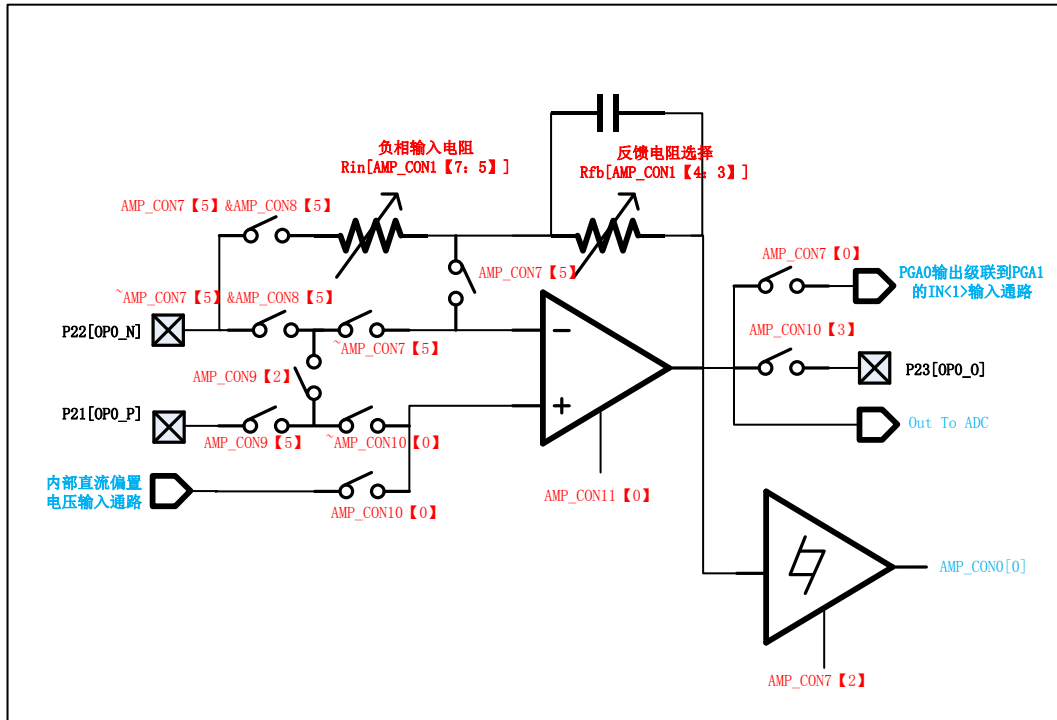 负相输入电阻
Rin[AMP_CON1【7: 5】]
反馈电阻选择
Rfb[AMP_CON1【4: 3】]
AMP_CON7【5】&AMP_CON8【5】
AMP_CON7【5】
AMP_CON7【0】
PGA0输出级联到PGA1
的IN<1>输入通路
~AMP_CON7【5】&AMP_CON8【5】
P22[OP0_N]
~AMP_CON7【5】
AMP_CON10【3】
P23[OP0_O]
AMP_CON9【2】
P21[OP0_P]
AMP_CON9【5】
~AMP_CON10【0】
Out To ADC
内部直流偏置
电压输入通路
AMP_CON10【0】
AMP_CON11【0】
AMP_CON0[0]
AMP_CON7【2】